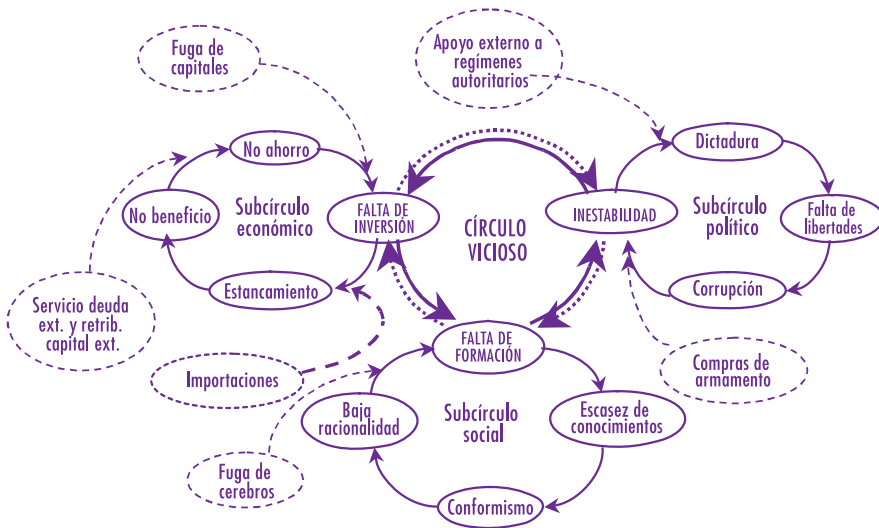 Fuga de
capitales
Apoyo externo a
regímenes
autoritarios
No ahorro
Dictadura
No beneficio
Subcírculo
económico
FALTA DE
INVERSIÓN
CÍRCULO
VICIOSO
INESTABILIDAD
Subcírculo
político
Falta de
libertades
Estancamiento
Corrupción
Servicio deuda
ext. y retrib.
capital ext.
FALTA DE
FORMACIÓN
Compras de
armamento
Importaciones
Baja
racionalidad
Subcírculo
social
Escasez de
conocimientos
Fuga de
cerebros
Conformismo